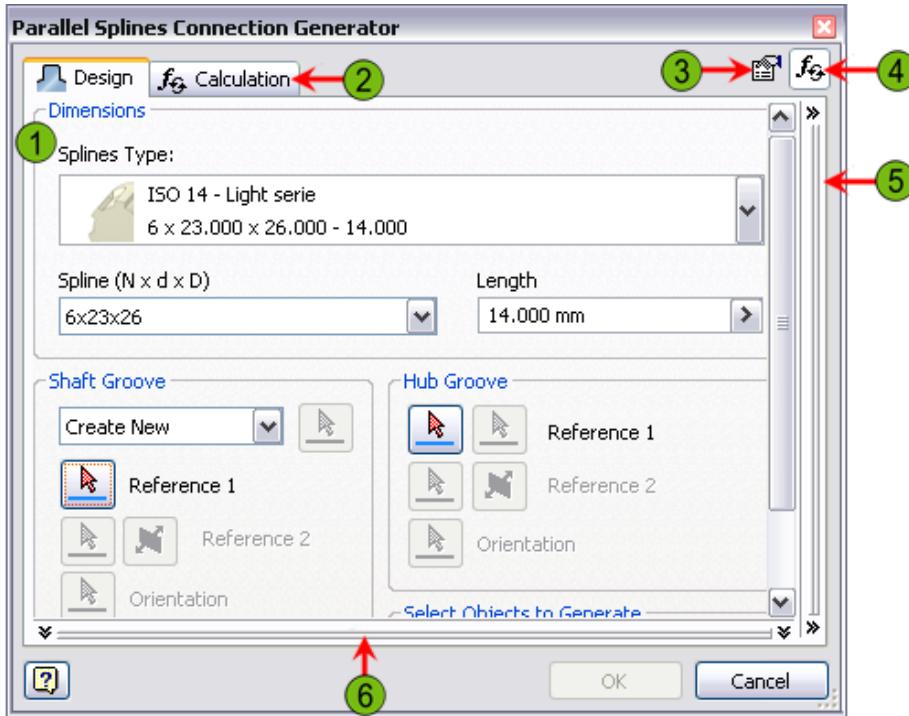 Parallel Splines Connection Generator
Design
Calculation
2
3
4
Dimensions
1
Splines Type:
ISO 14 - Light serie
6 x 23.000 x 26.000 - 14.000
5
Spline (N x d x D)
Length
6x23x26
14.000 mm
Shaft Groove
Hub Groove
Create New
Reference 1
Reference 1
Reference 2
Reference 2
Orientation
Orientation
Select Objects to Generate
6
OK
Cancel